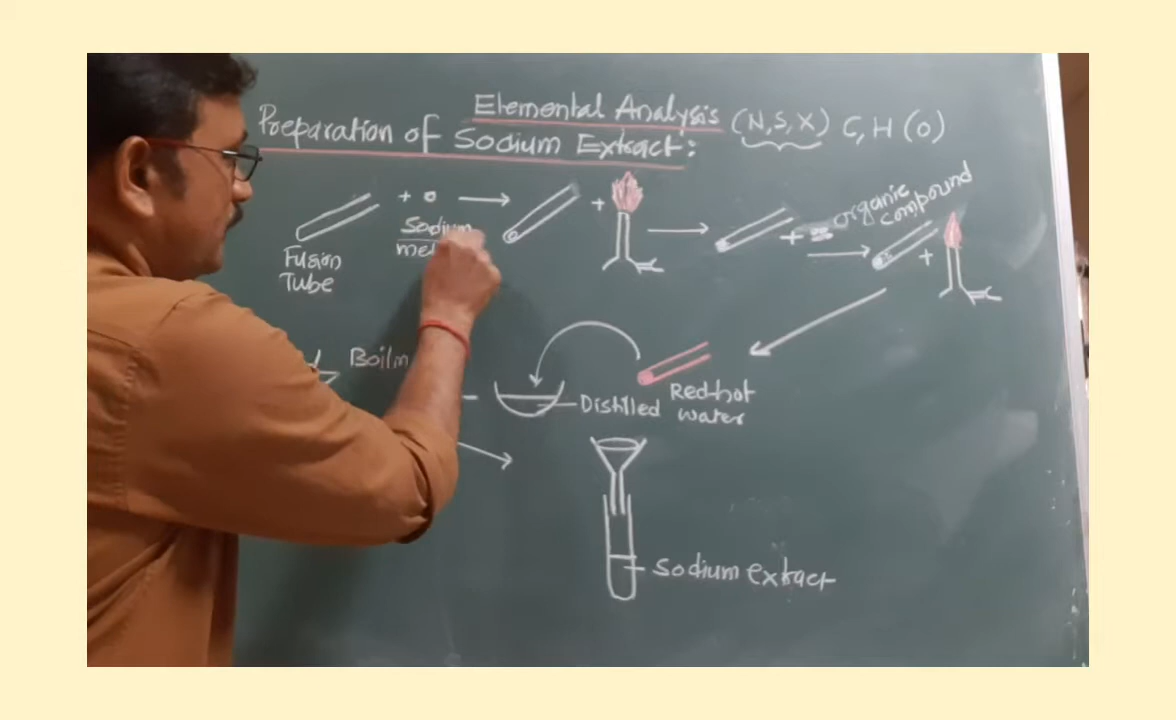 Elemental Analysis (N, S, X) C, H (O)
Preparation of Sodium Extract:
+
Sodium
Fusion
Tube
+
+
organic
compound
+
Boilin
Distilled
Red-hot
water
Sodium extract